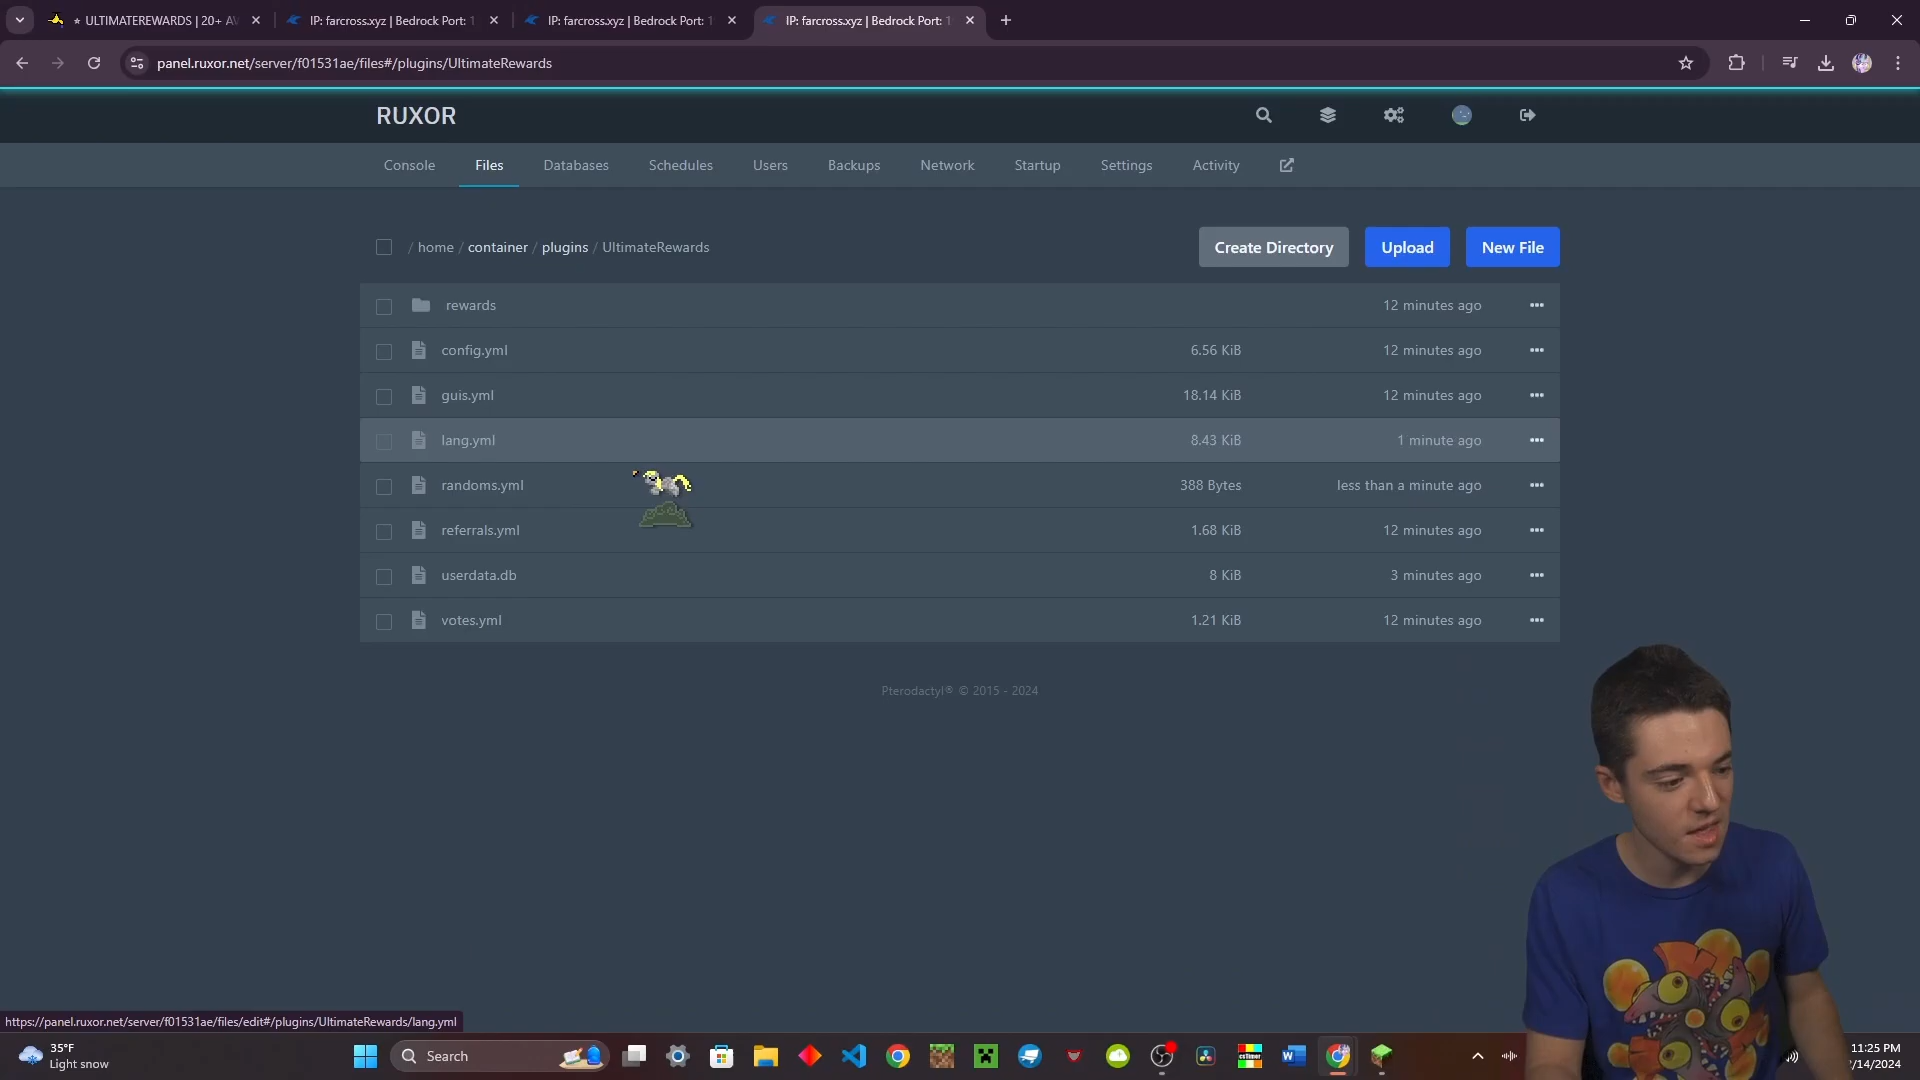 ★ ULTIMATEREWARDS | 20+ AV
IP: farcross.xyz | Bedrock Port: 1
IP: farcross.xyz | Bedrock Port: 1
IP: farcross.xyz | Bedrock Port: 1
panel.ruxor.net/server/f01531ae/files#/plugins/UltimateRewards
RUXOR
Console Files Databases Schedules Users Backups Network Startup Settings Activity
/ home / container / plugins / UltimateRewards
Create Directory Upload New File
rewards 12 minutes ago
config.yml 6.56 KiB 12 minutes ago
guis.yml 18.14 KiB 12 minutes ago
lang.yml 8.43 KiB 1 minute ago
randoms.yml 388 Bytes less than a minute ago
referrals.yml 1.68 KiB 12 minutes ago
userdata.db 8 KiB 3 minutes ago
votes.yml 1.21 KiB 12 minutes ago
Pterodactyl® © 2015 - 2024
https://panel.ruxor.net/server/f01531ae/files/edit#/plugins/UltimateRewards/lang.yml
35°F
Light snow
Search
11:25 PM
/14/2024